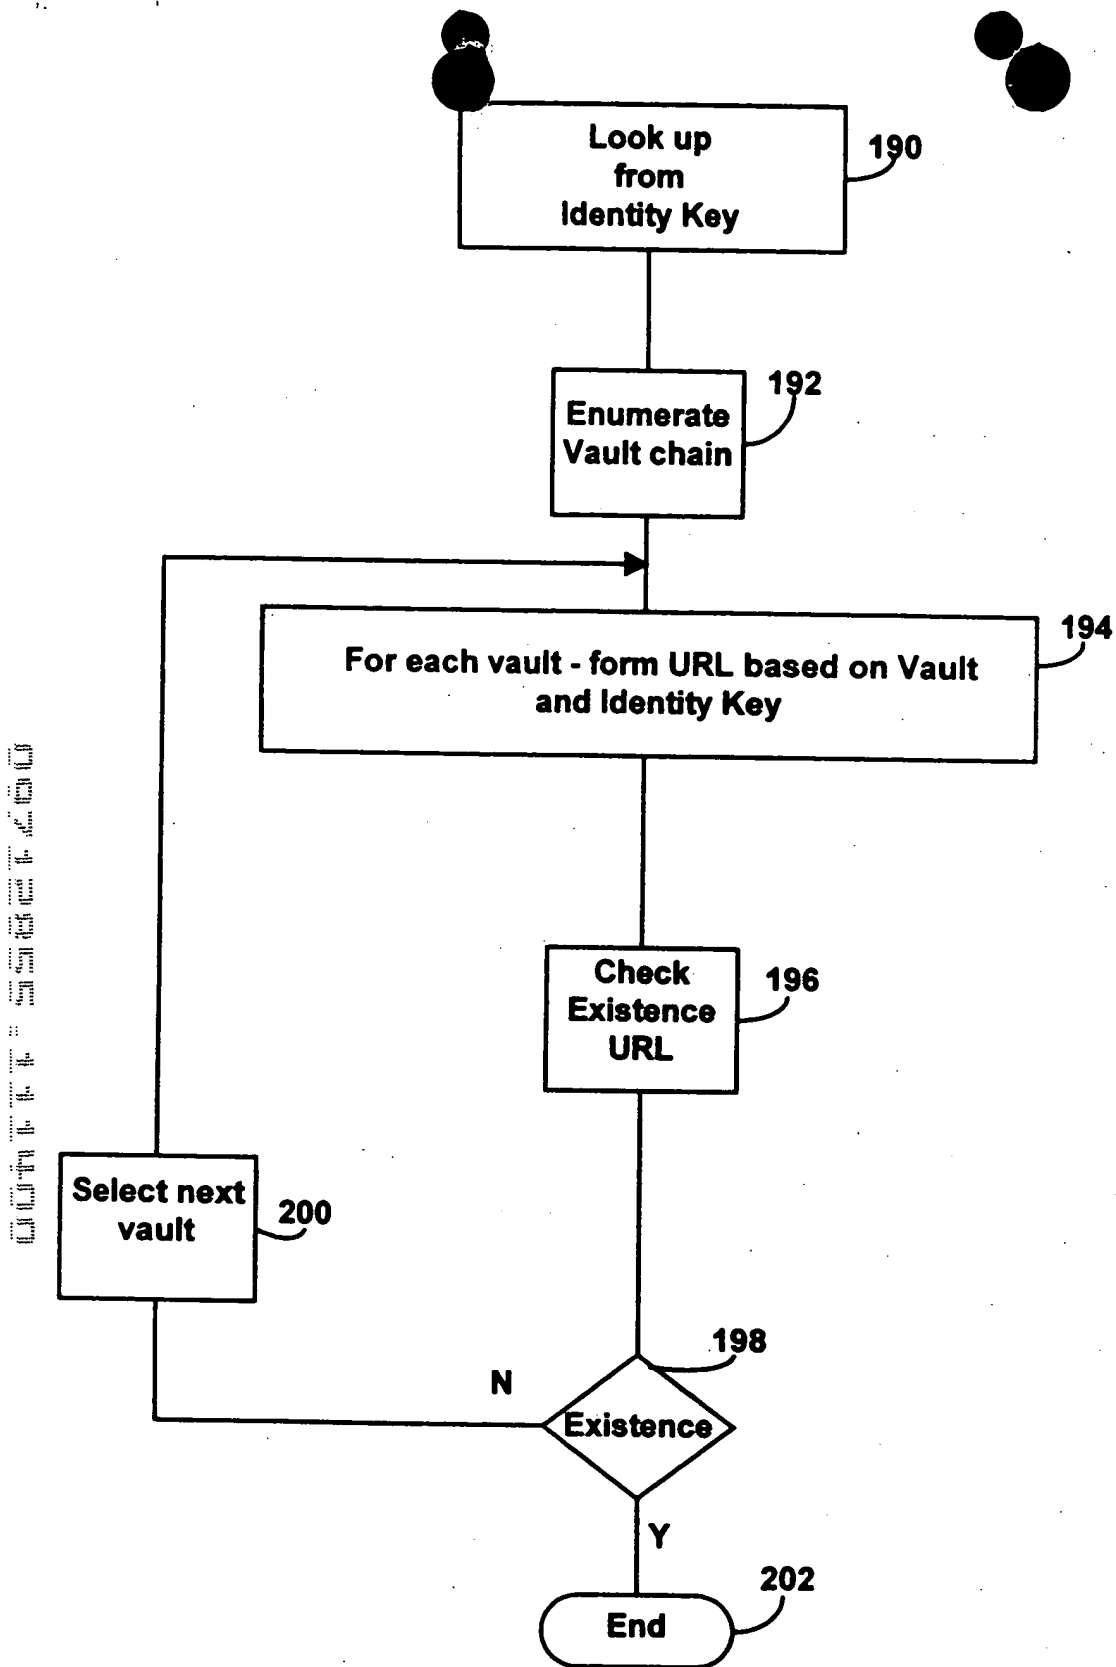 Look up
from
Identity Key
190
192
Enumerate
Vault chain
194
For each vault - form URL based on Vault
and Identity Key
Check
Existence
URL
196
Select next
vault
200
198
N
Existence
Y
202
End